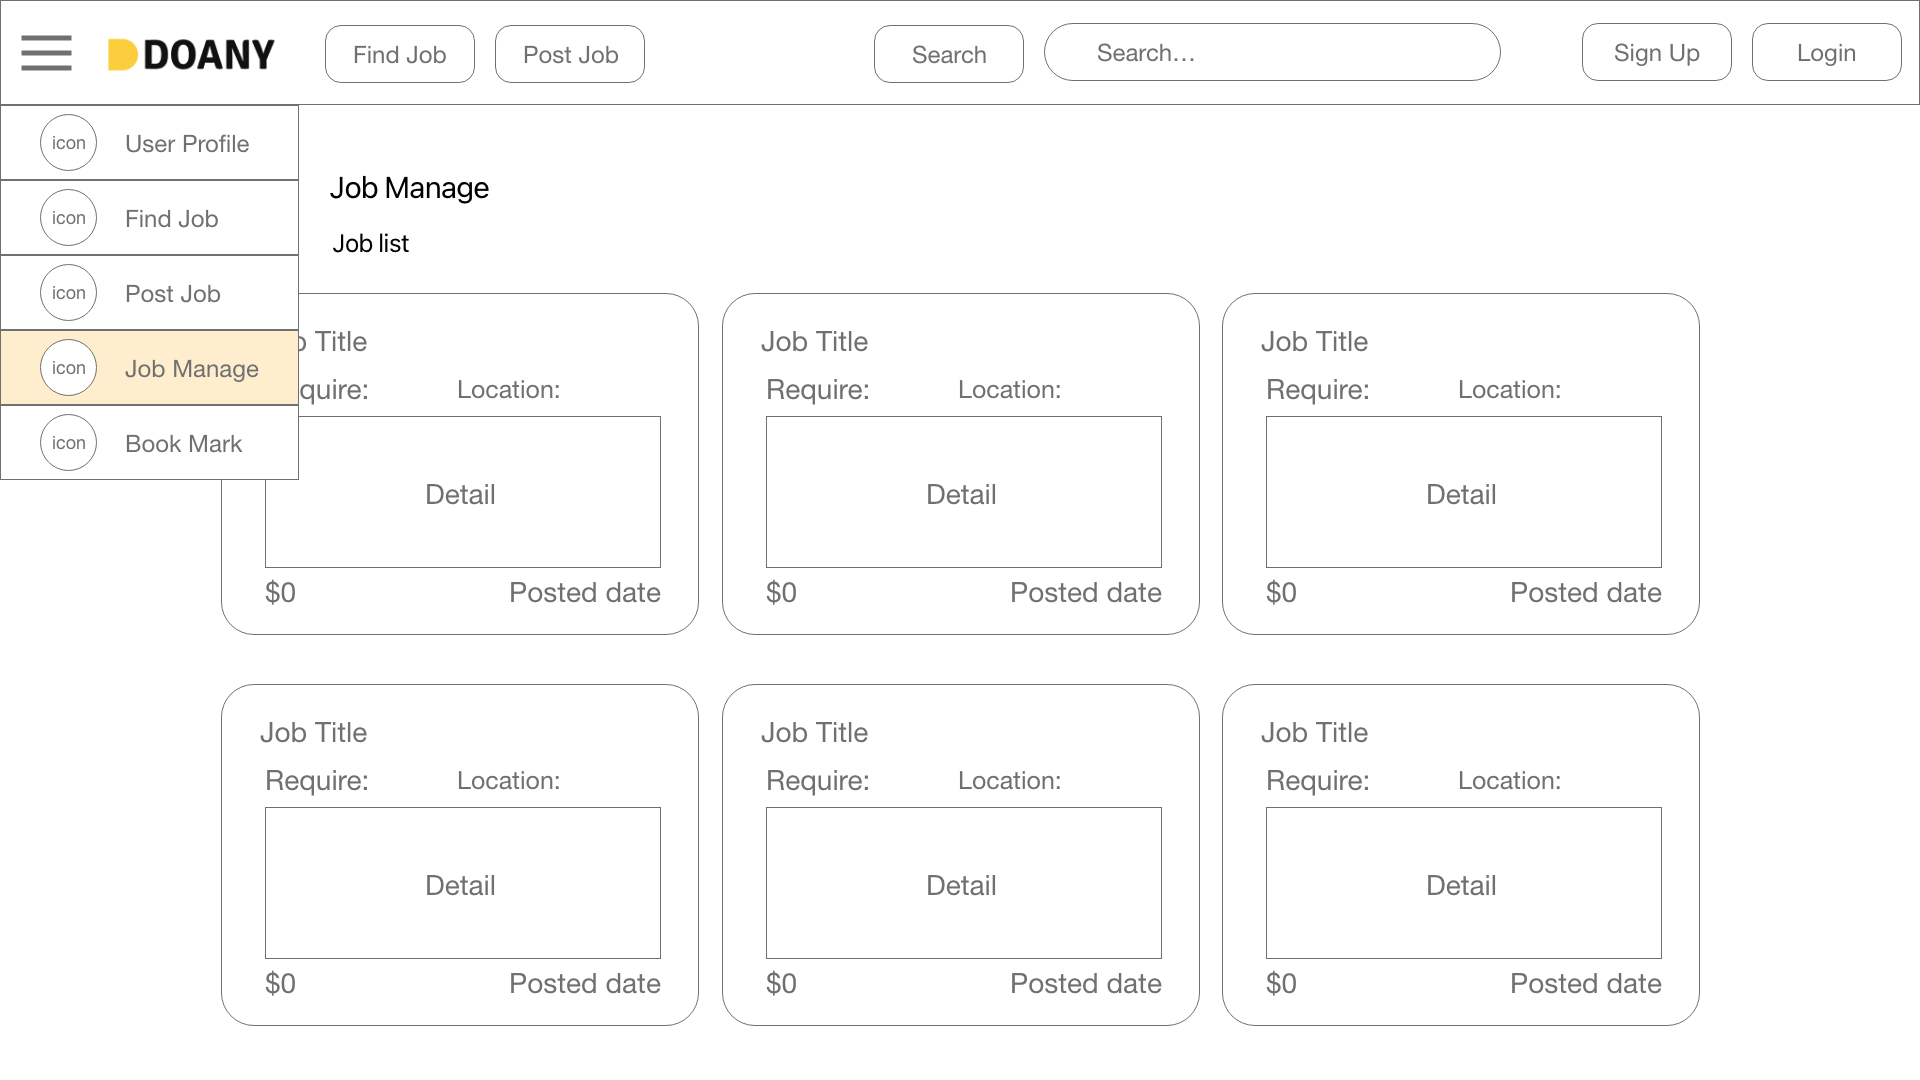 DOANY
Find Job
Post Job
Search
Search...
Sign Up
Login
icon User Profile
icon Find Job
icon Post Job
icon Job Manage
icon Book Mark
Job Manage
Job list
Title
Location:
Detail
$0 Posted date
Job Title
Require: Location:
Detail
$0 Posted date
Job Title
Require: Location:
Detail
$0 Posted date
Job Title
Require: Location:
Detail
$0 Posted date
Job Title
Require: Location:
Detail
$0 Posted date
Job Title
Require: Location:
Detail
$0 Posted date